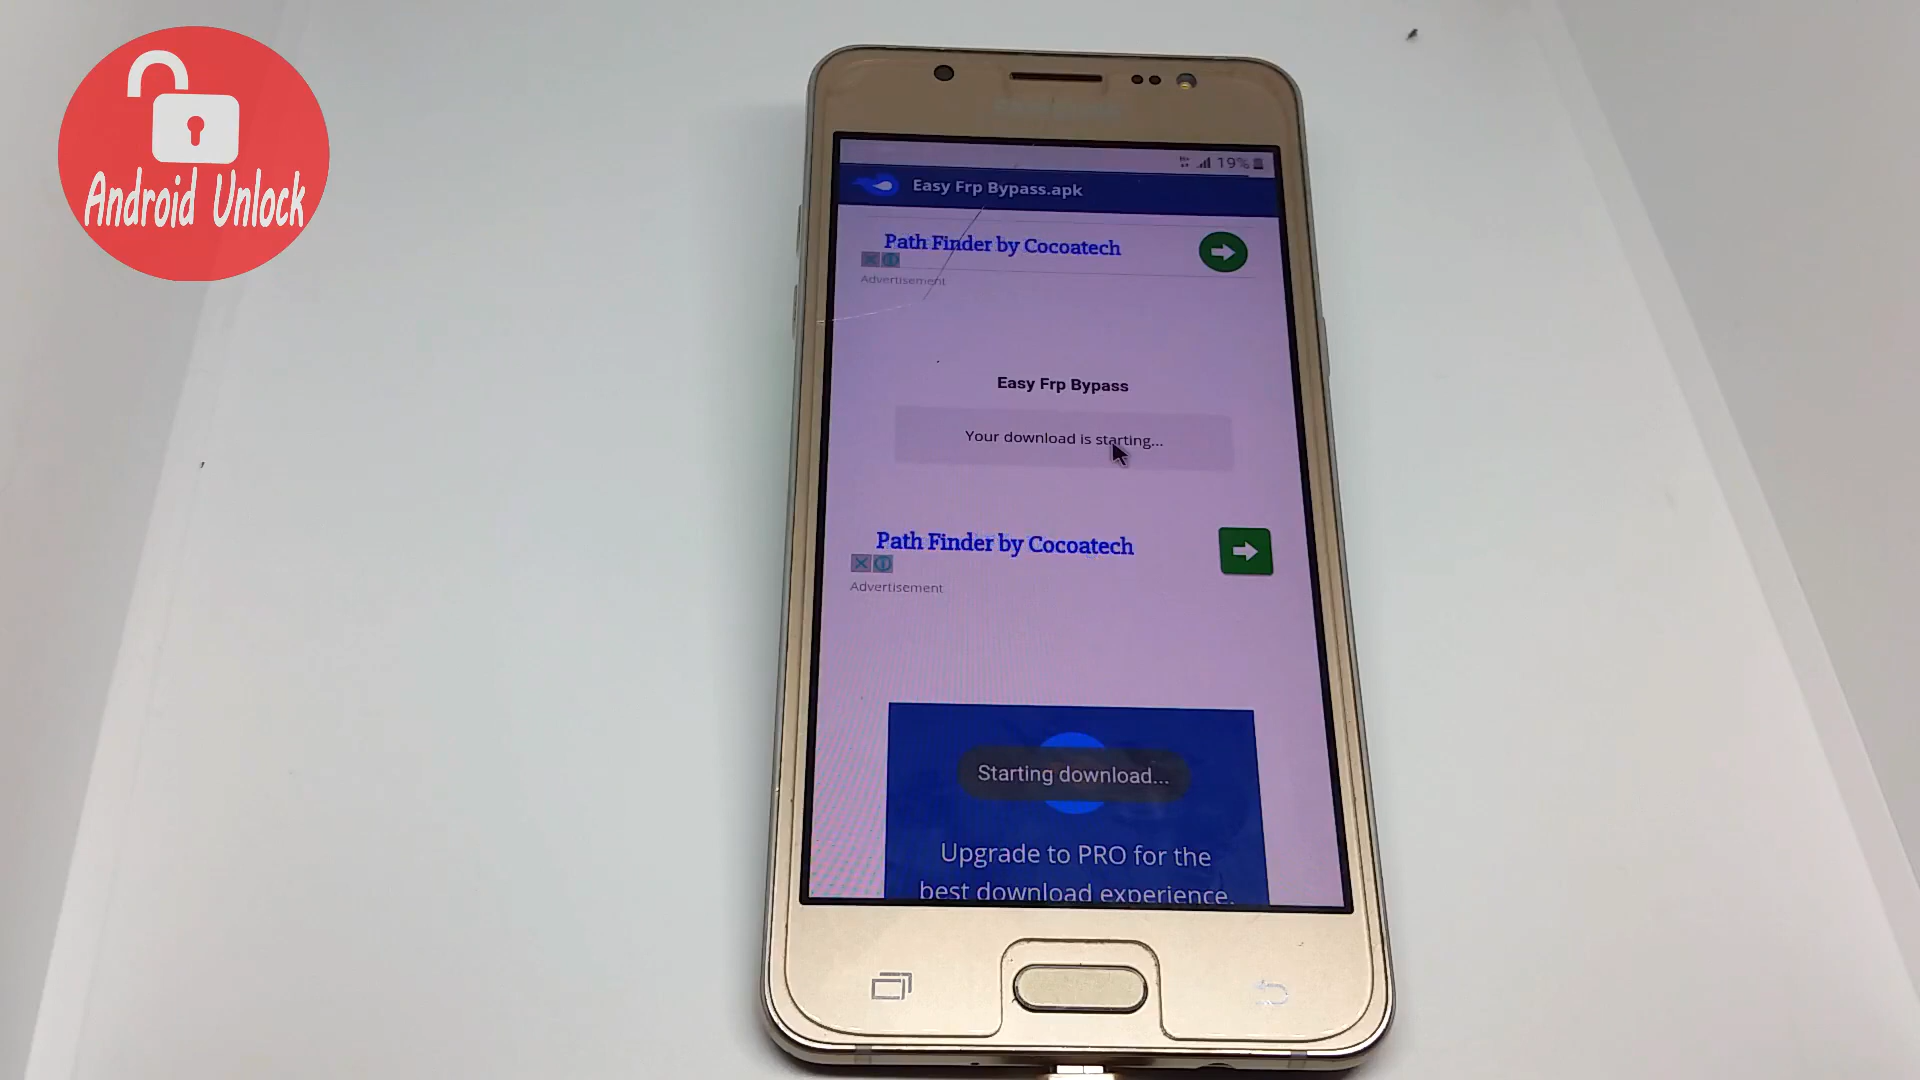 Android Unlock
19%
Easy Frp Bypass.apk
Path Finder by Cocoatech
Advertisement
Easy Frp Bypass
Your download is starting...
Path Finder by Cocoatech
Advertisement
Starting download...
Upgrade to PRO for the
best download experience.